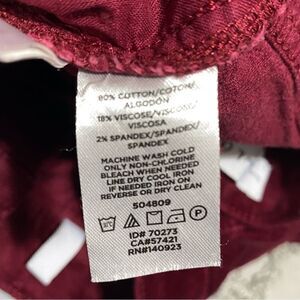 80% COTTON/COTON/
ALGODÓN
18% VISCOSE/VISCOSE/
VISCOSA
2% SPANDEX/SPANDEX/
SPANDEX
MACHINE WASH COLD
ONLY NON-CHLORINE
BLEACH WHEN NEEDED
LINE DRY COOL IRON
IF NEEDED IRON ON
REVERSE OR DRY CLEAN
504809
P
ID# 70273
CA#57421
RN#140923